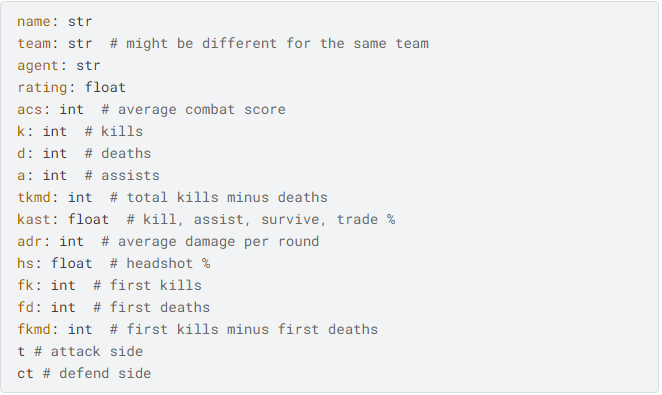 name: str
team: str  # might be different for the same team
agent: str
rating: float
acs: int  # average combat score
k: int  # kills
d: int  # deaths
a: int  # assists
tkmd: int  # total kills minus deaths
kast: float  # kill, assist, survive, trade %
adr: int  # average damage per round
hs: float  # headshot %
fk: int  # first kills
fd: int  # first deaths
fkmd: int  # first kills minus first deaths
t # attack side
ct # defend side